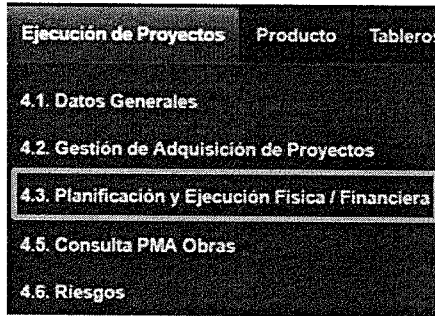 Ejecución de Proyectos Producto Tableros
4.1. Datos Generales
4.2. Gestión de Adquisición de Proyectos
4.3. Planificación y Ejecución Física / Financiera
4.5. Consulta PMA Obras
4.6. Riesgos